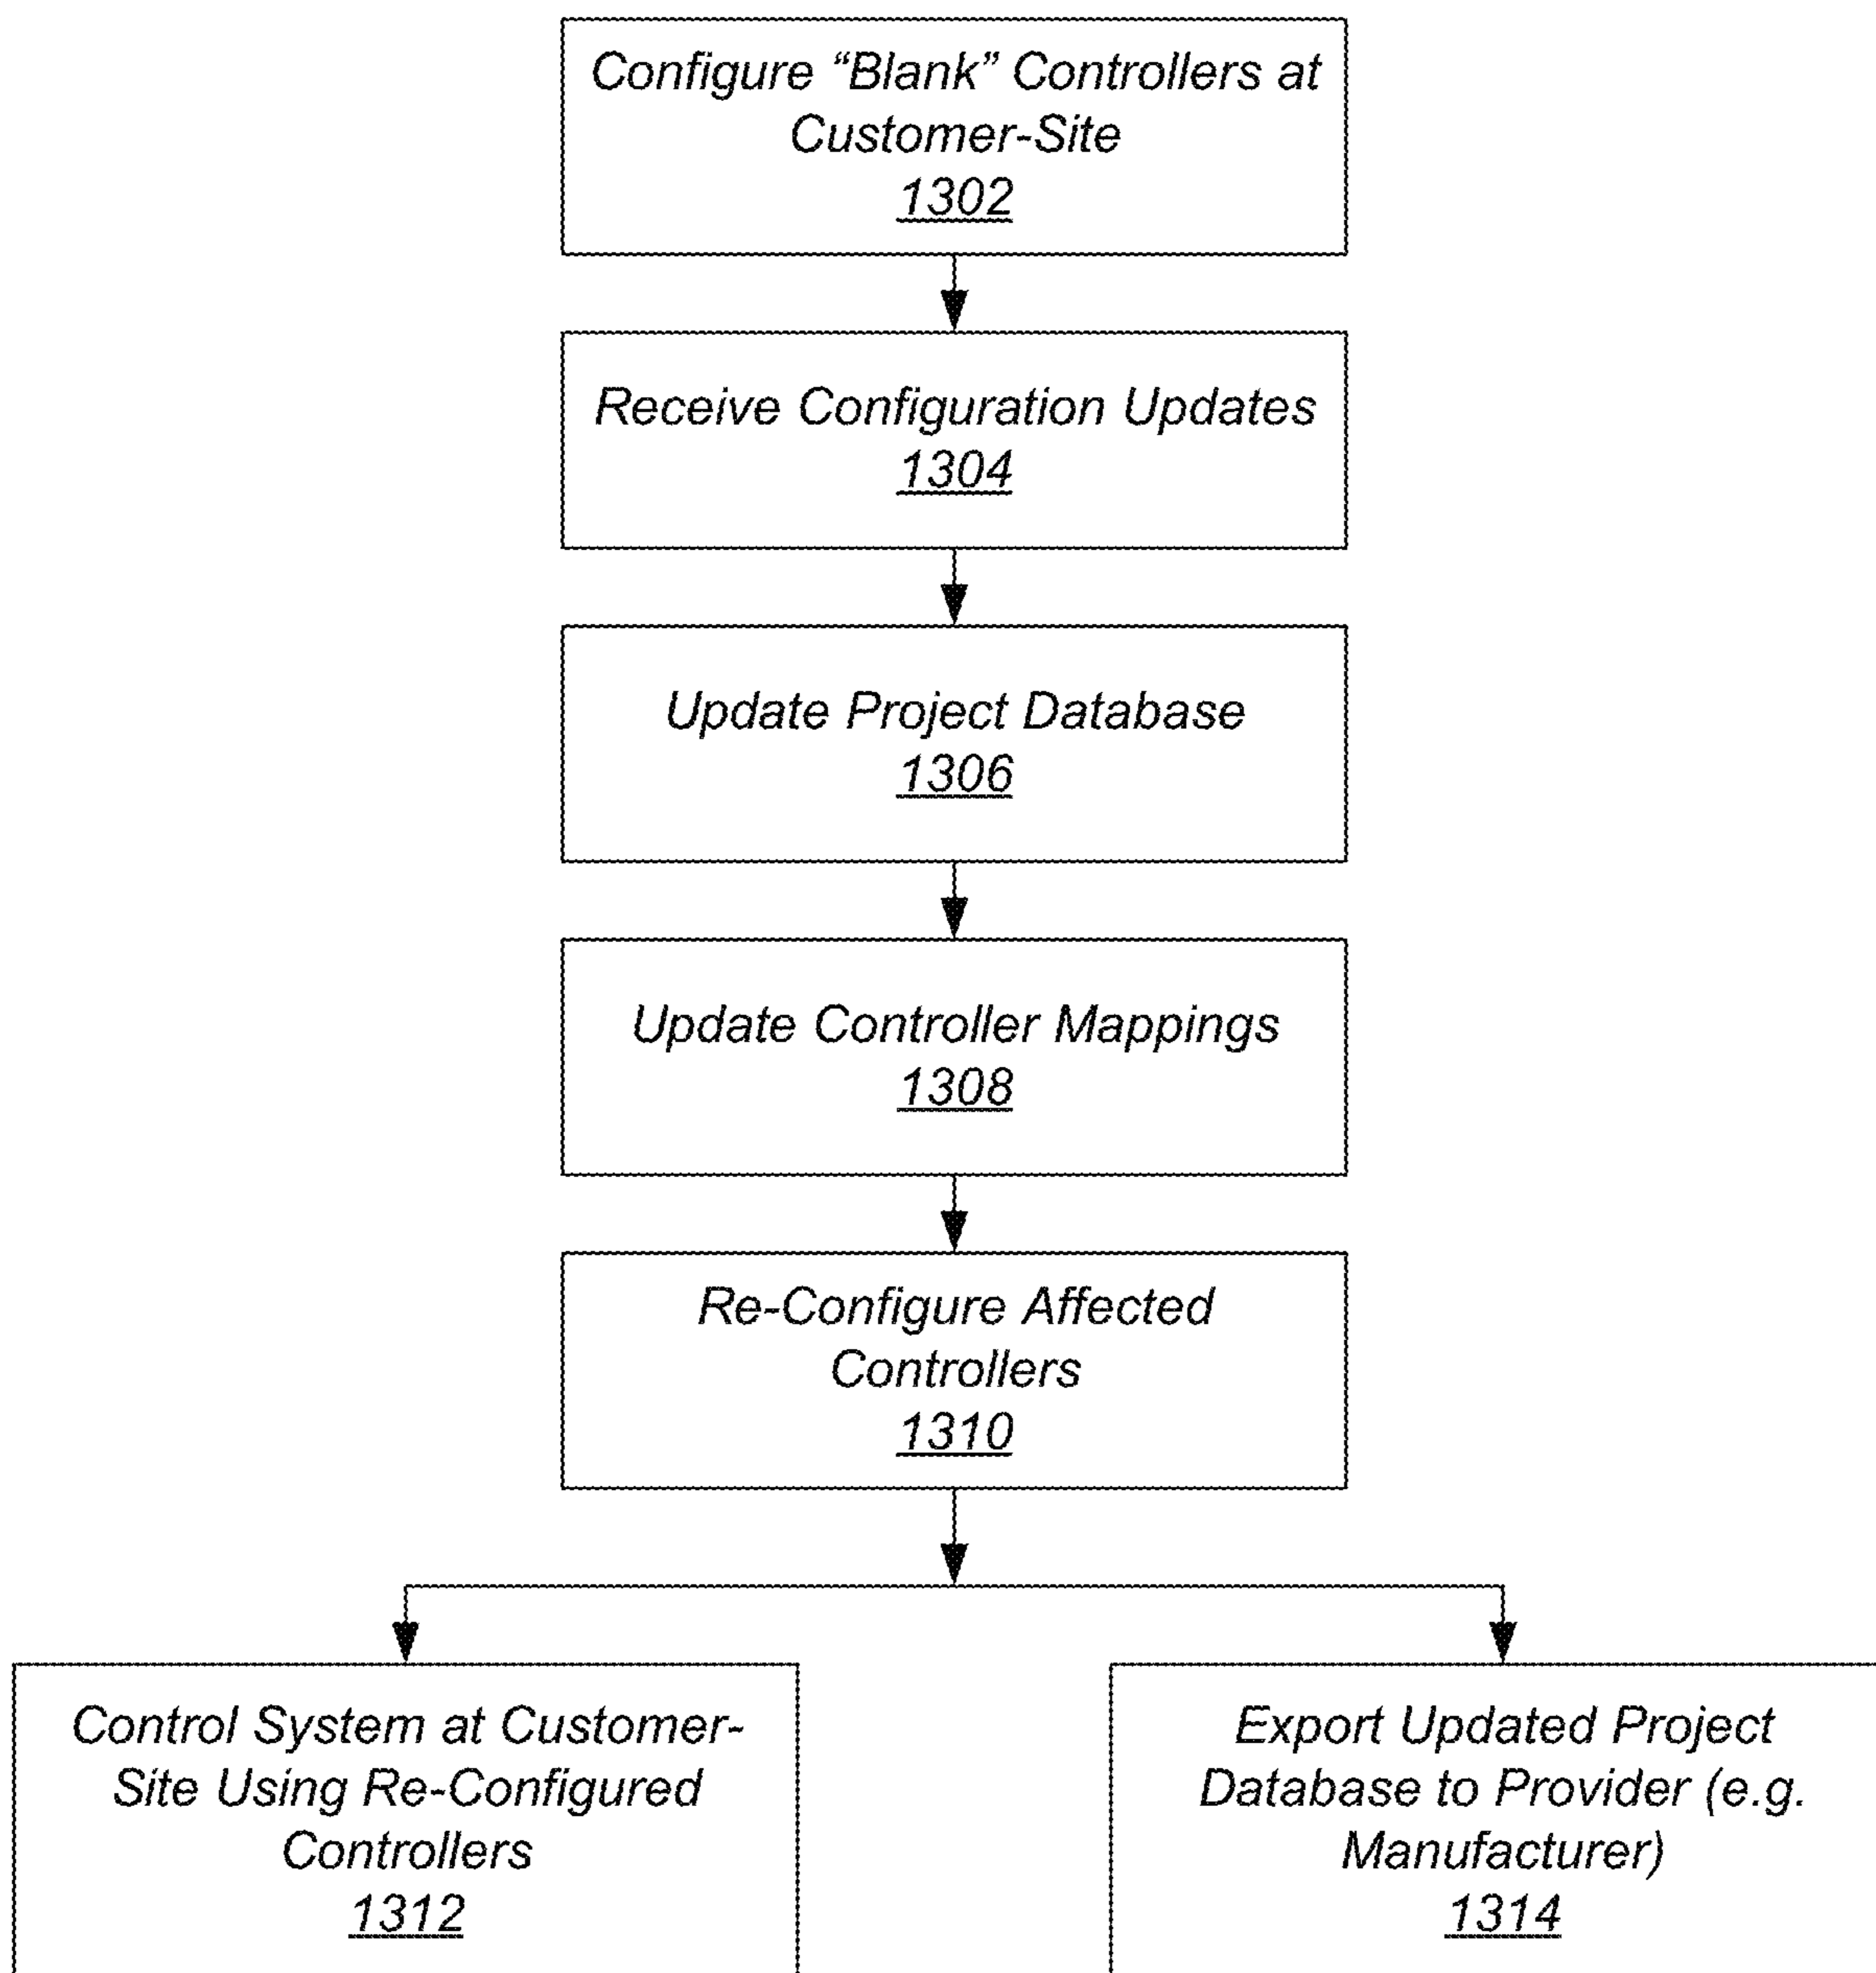 Configure “Blank” Controllers at
Customer-Site
1302
Receive Configuration Updates
1304
Update Project Database
1306
Update Controller Mappings
1308
Re-Configure Affected
Controllers
1310
Control System at Customer-
Site Using Re-Configured
Controllers
1312
Export Updated Project
Database to Provider (e.g.
Manufacturer)
1314